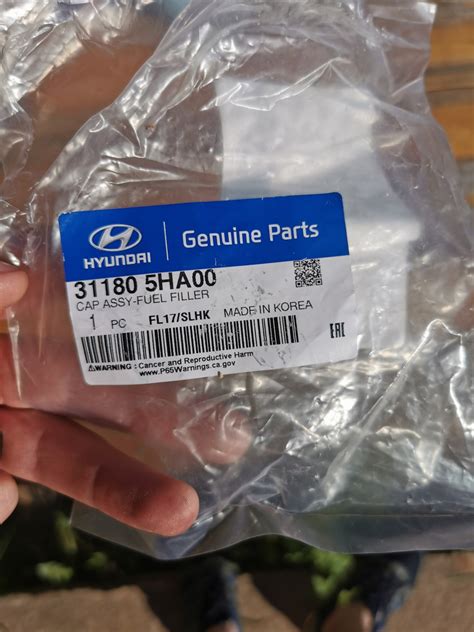 HYUNDAI
Genuine Parts
31180 5HA00
CAP ASSY-FUEL FILLER
1 PC FL17/SLHK MADE IN KOREA
EAC
WARNING : Cancer and Reproductive Harm
www.P65Warnings.ca.gov